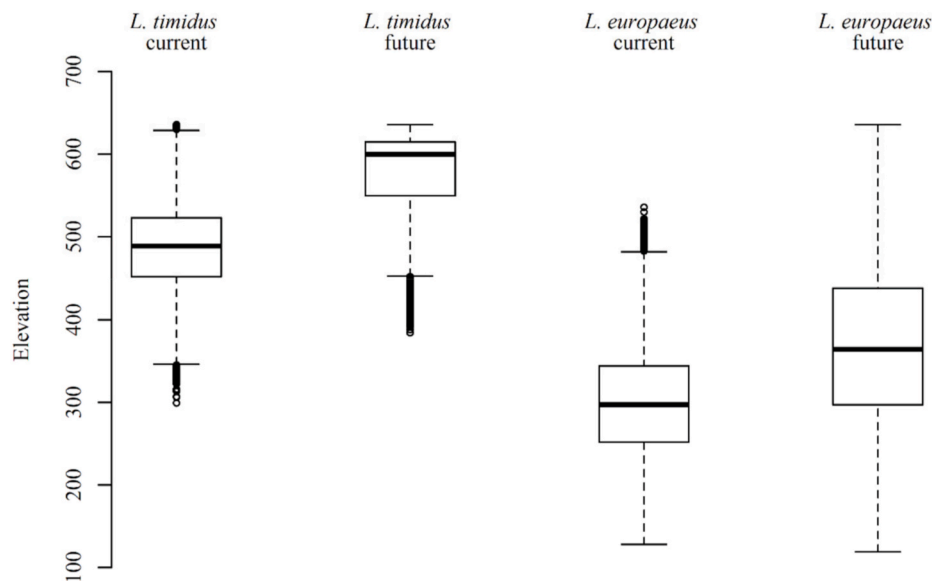 L. timidus
current
L. timidus
future
L. europaeus
current
L. europaeus
future
Elevation
700
600
500
400
300
200
100